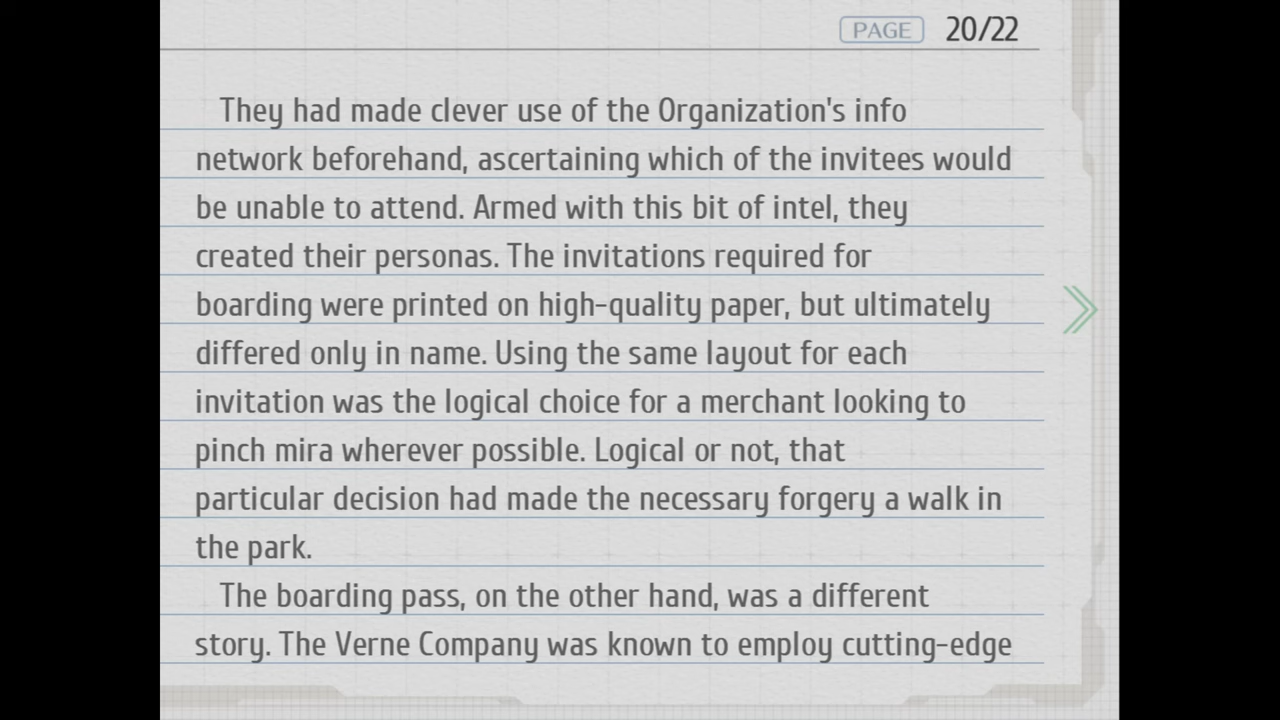 PAGE 20/22
They had made clever use of the Organization's info
network beforehand, ascertaining which of the invitees would
be unable to attend. Armed with this bit of intel, they
created their personas. The invitations required for
boarding were printed on high-quality paper, but ultimately
differed only in name. Using the same layout for each
invitation was the logical choice for a merchant looking to
pinch mira wherever possible. Logical or not, that
particular decision had made the necessary forgery a walk in
the park.
The boarding pass, on the other hand, was a different
story. The Verne Company was known to employ cutting-edge